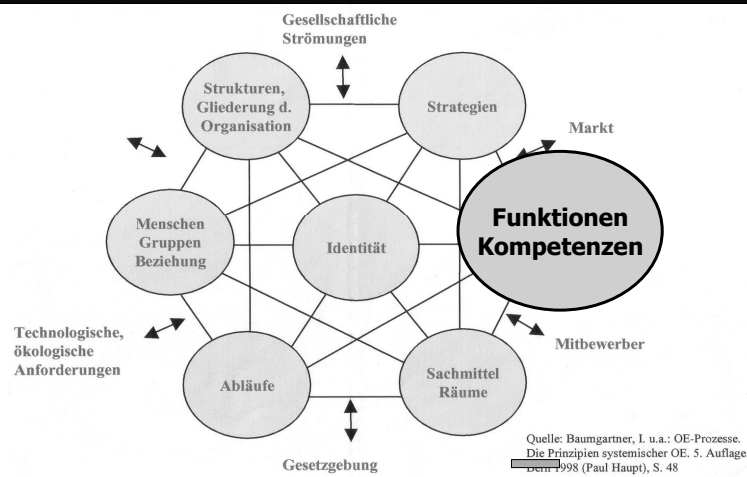 Gesellschaftliche
Strömungen
Strukturen,
Gliederung d.
Organisation
Strategien
Markt
Menschen
Gruppen
Beziehung
Identität
Funktionen
Kompetenzen
Technologische,
ökologische
Anforderungen
Mitbewerber
Abläufe
Sachmittel
Räume
Gesetzgebung
Quelle: Baumgartner, I. u.a.: OE-Prozesse.
Die Prinzipien systemischer OE. 5. Auflage.
1998 (Paul Haupt), S. 48